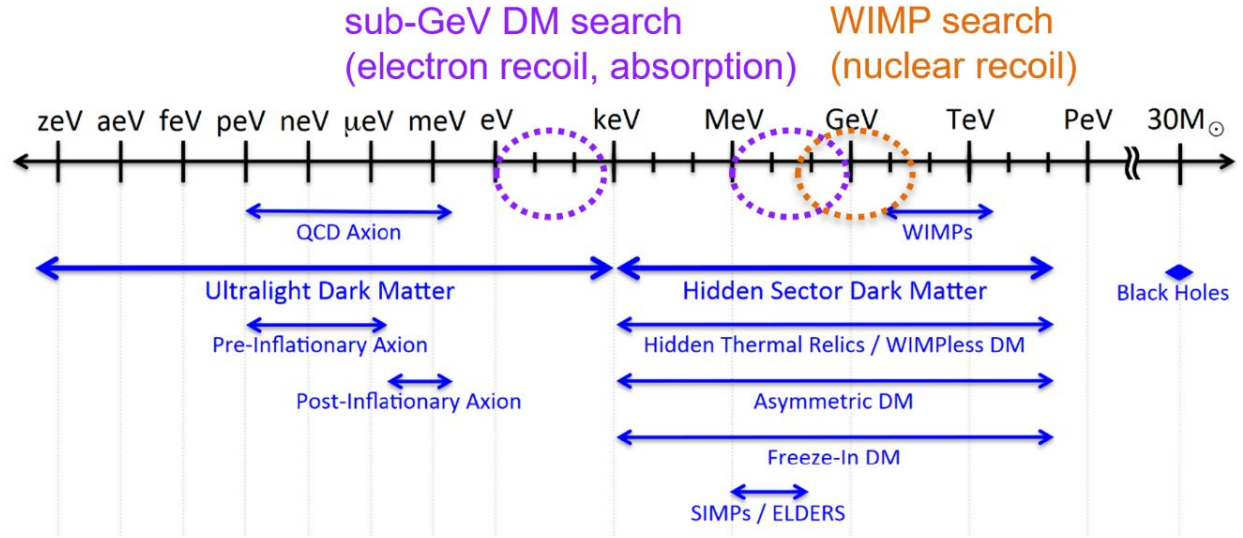 sub-GeV DM search
(electron recoil, absorption)
WIMP search
(nuclear recoil)
zeV aeV feV peV neV μeV meV eV keV MeV GeV TeV PeV 30M☉
QCD Axion
WIMPs
Ultralight Dark Matter
Hidden Sector Dark Matter
Black Holes
Pre-Inflationary Axion
Hidden Thermal Relics / WIMPless DM
Post-Inflationary Axion
Asymmetric DM
Freeze-In DM
SIMPs / ELDERS